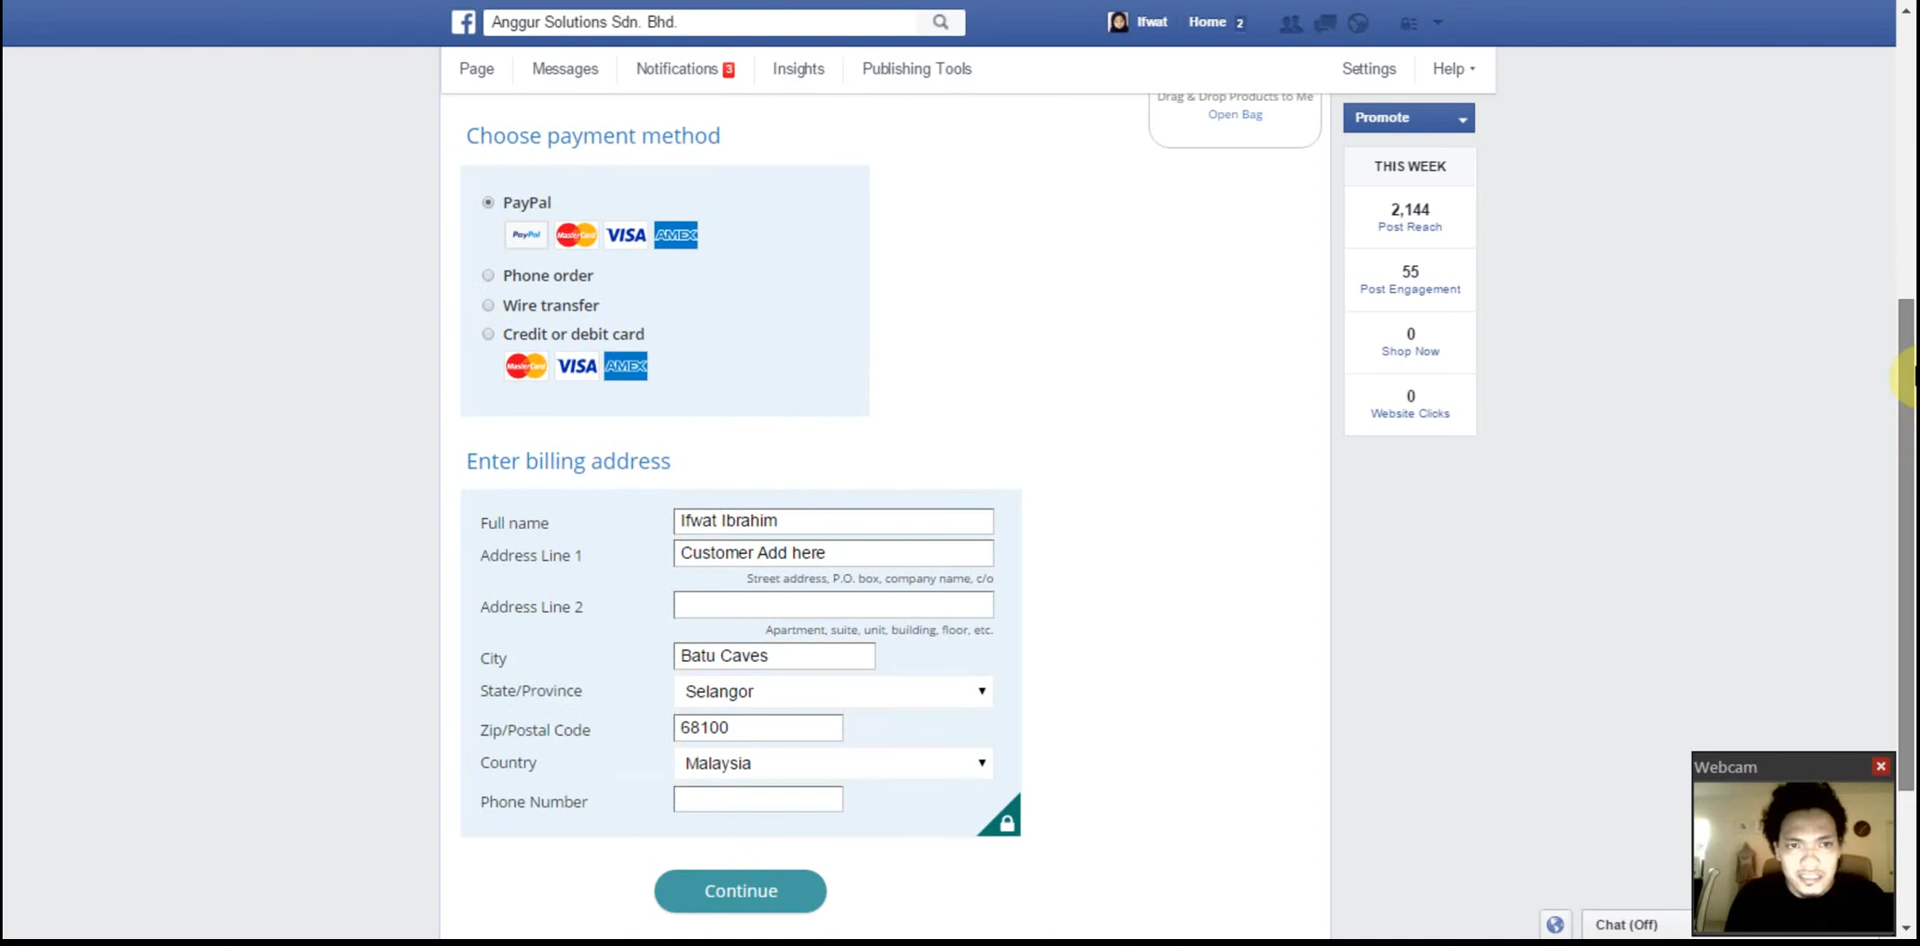 Anggur Solutions Sdn. Bhd.
Ifwat Home 2
Page Messages Notifications 3 Insights Publishing Tools Settings Help
Drag & Drop Products to Me
Open Bag
Promote
Choose payment method
THIS WEEK
PayPal
PayPal MasterCard VISA AMEX
2,144
Post Reach
Phone order
55
Post Engagement
Wire transfer
Credit or debit card
MasterCard VISA AMEX
0
Shop Now
0
Website Clicks
Enter billing address
Full name Ifwat Ibrahim
Address Line 1 Customer Add here
Street address, P.O. box, company name, c/o
Address Line 2
Apartment, suite, unit, building, floor, etc.
City Batu Caves
State/Province Selangor
Zip/Postal Code 68100
Country Malaysia
Phone Number
Continue
Webcam
Chat (Off)